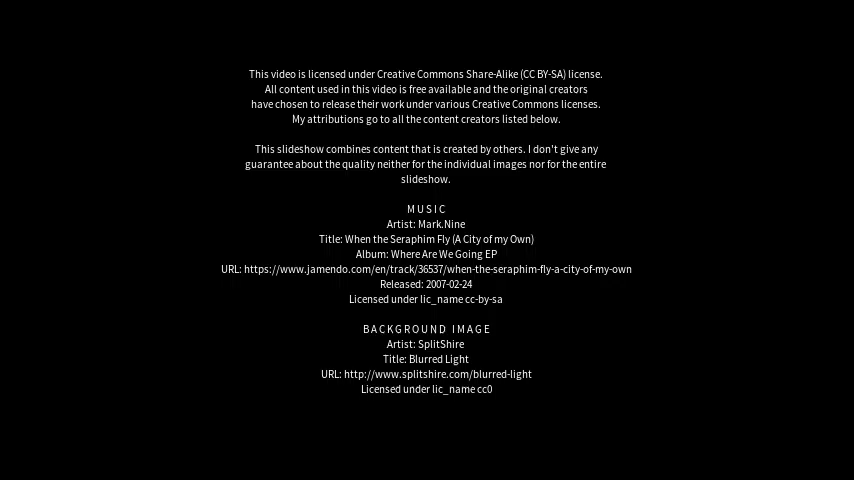 This video is licensed under Creative Commons Share-Alike (CC BY-SA) license.
All content used in this video is free available and the original creators
have chosen to release their work under various Creative Commons licenses.
My attributions go to all the content creators listed below.
This slideshow combines content that is created by others. I don't give any
guarantee about the quality neither for the individual images nor for the entire
slideshow.
MUSIC
Artist: Mark.Nine
Title: When the Seraphim Fly (A City of my Own)
Album: Where Are We Going EP
URL: https://www.jamendo.com/en/track/36537/when-the-seraphim-fly-a-city-of-my-own
Released: 2007-02-24
Licensed under lic_name cc-by-sa
BACKGROUND IMAGE
Artist: SplitShire
Title: Blurred Light
URL: http://www.splitshire.com/blurred-light
Licensed under lic_name cc0